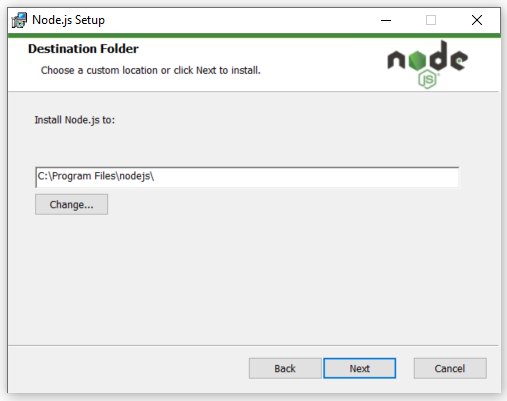 Node.js Setup
Destination Folder
Choose a custom location or click Next to install.
node
JS
Install Node.js to:
C:\Program Files\nodejs\
Change...
Back
Next
Cancel